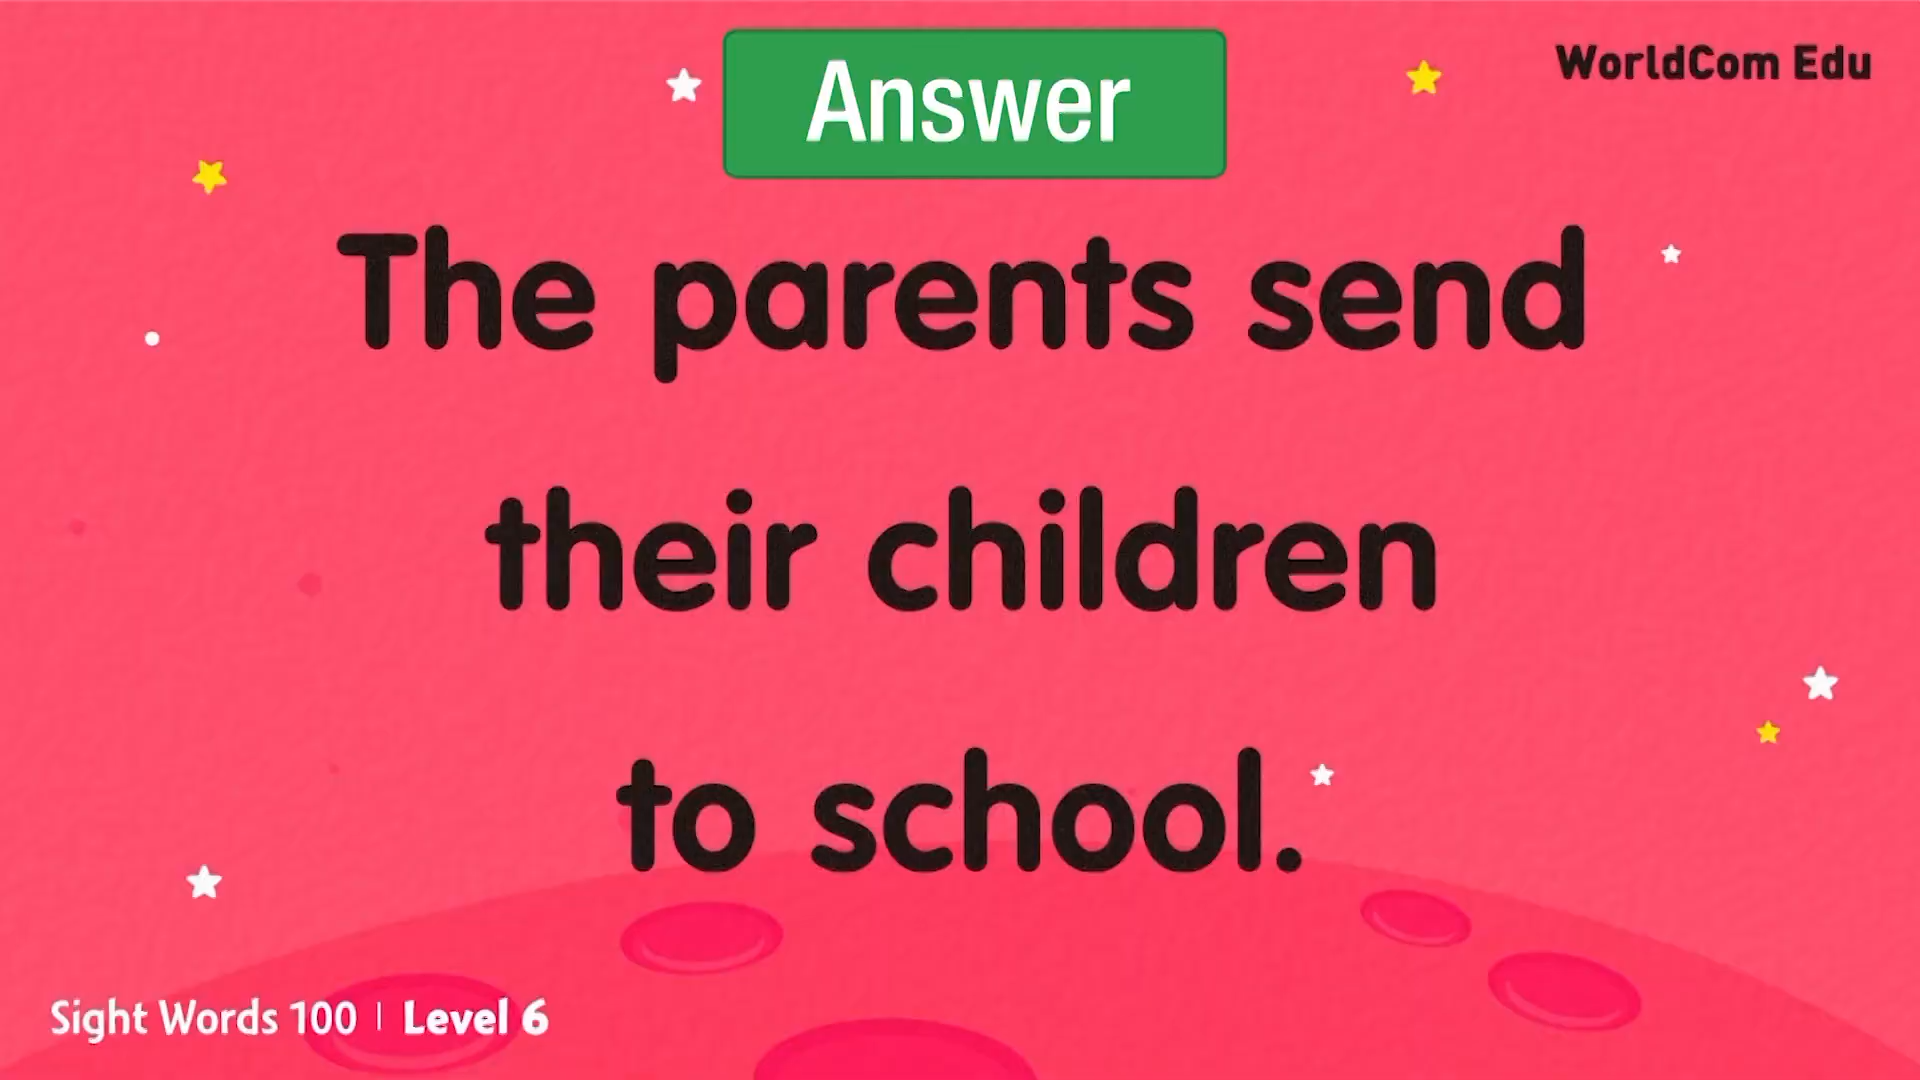 Answer
WorldCom Edu
The parents send
their children
to school.
Sight Words 100 | Level 6